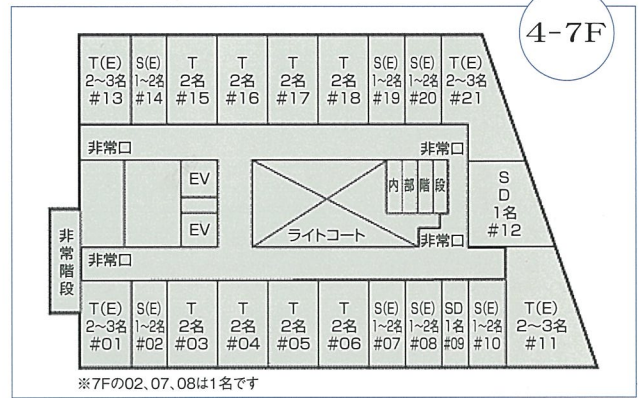 4-7F
T(E)
2〜3名
#13
S(E)
1〜2名
#14
T
2名
#15
T
2名
#16
T
2名
#17
T
2名
#18
S(E)
1〜2名
#19
S(E)
1〜2名
#20
T(E)
2〜3名
#21
非常口
非常口
EV
EV
内部階段
ライトコート
S
D
1名
#12
非常階段
非常口
非常口
T(E)
2〜3名
#01
S(E)
1〜2名
#02
T
2名
#03
T
2名
#04
T
2名
#05
T
2名
#06
S(E)
1〜2名
#07
S(E)
1〜2名
#08
SD
1名
#09
S(E)
1〜2名
#10
T(E)
2〜3名
#11
※7Fの02、07、08は1名です